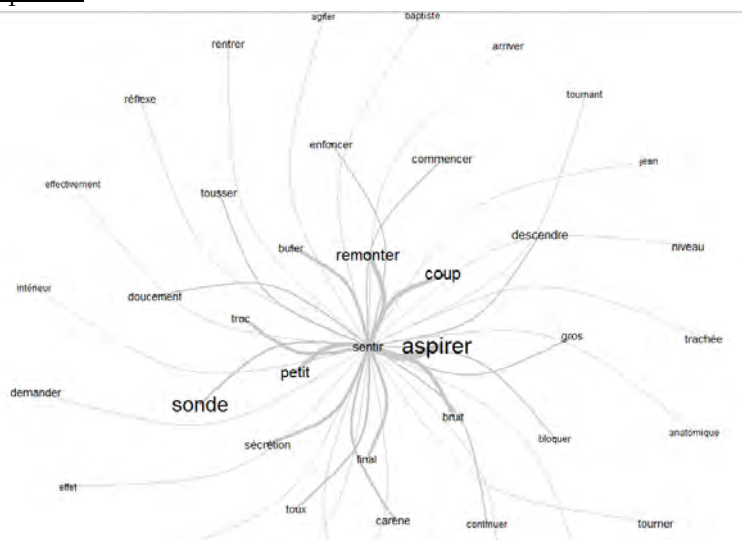 agiter
baptiste
rentrer
arriver
tournant
réflexe
enfoncer
commencer
jean
effectivement
tousser
descendre
buter
remonter
niveau
coup
intérieur
doucement
troc
gros
trachée
sentir
aspirer
petit
demander
sonde
bruit
anatomique
sécrétion
bloquer
final
effet
toux
carène
continuer
tourner